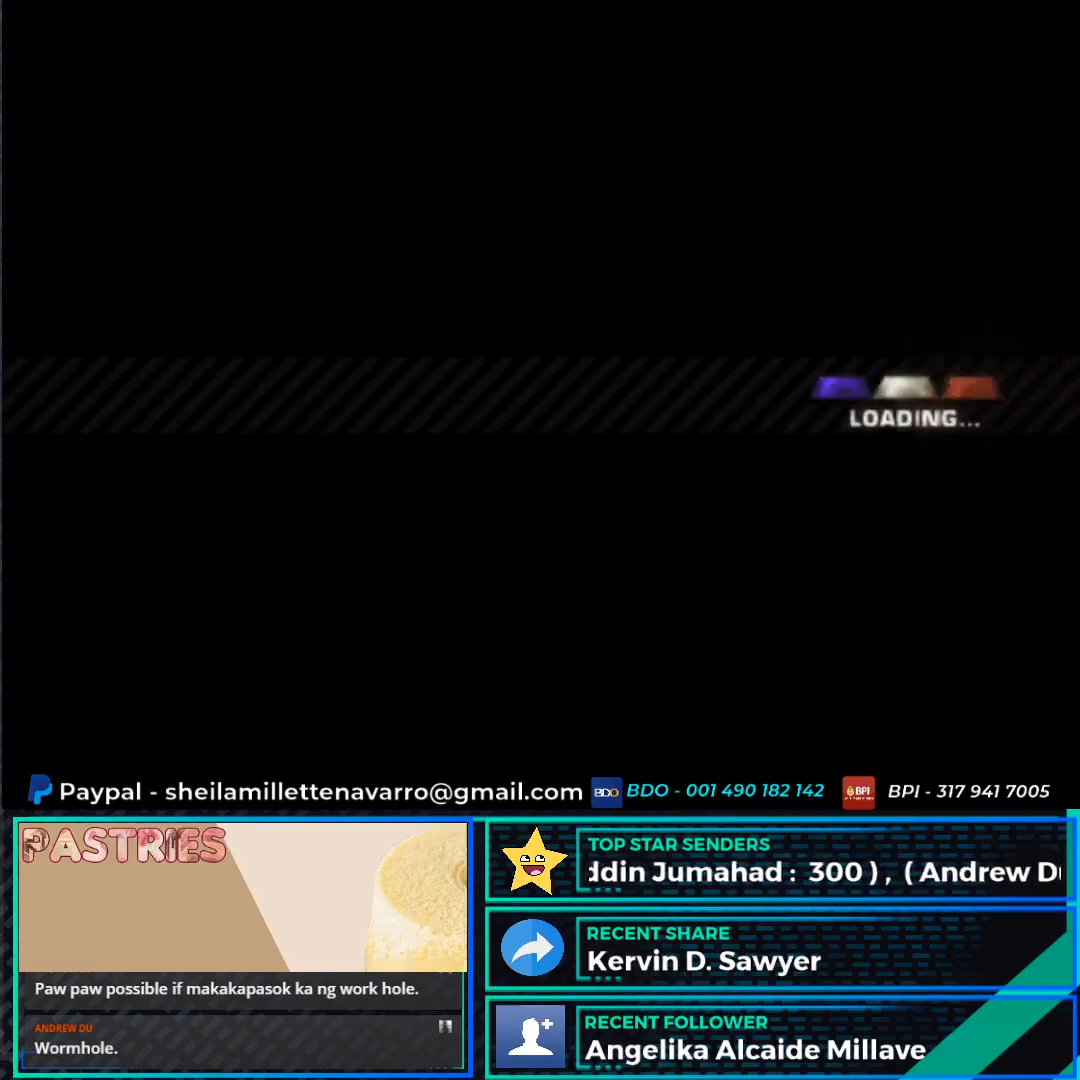 LOADING...
Paypal - sheilamillettenavarro@gmail.com
BDO
BDO - 001 490 182 142
BPI
BPI - 317 941 7005
PASTRIES
Paw paw possible if makakapasok ka ng work hole.
ANDREW DU
Wormhole.
TOP STAR SENDERS
ddin Jumahad : 300 ) , ( Andrew D
RECENT SHARE
Kervin D. Sawyer
RECENT FOLLOWER
Angelika Alcaide Millave